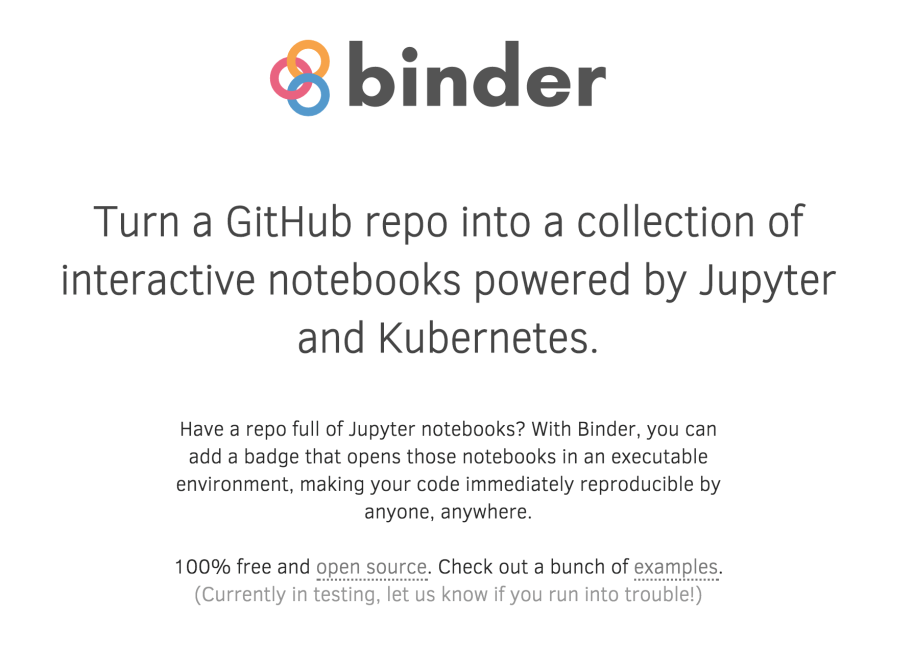 binder
Turn a GitHub repo into a collection of
interactive notebooks powered by Jupyter
and Kubernetes.
Have a repo full of Jupyter notebooks? With Binder, you can
add a badge that opens those notebooks in an executable
environment, making your code immediately reproducible by
anyone, anywhere.
100% free and open source. Check out a bunch of examples.
(Currently in testing, let us know if you run into trouble!)